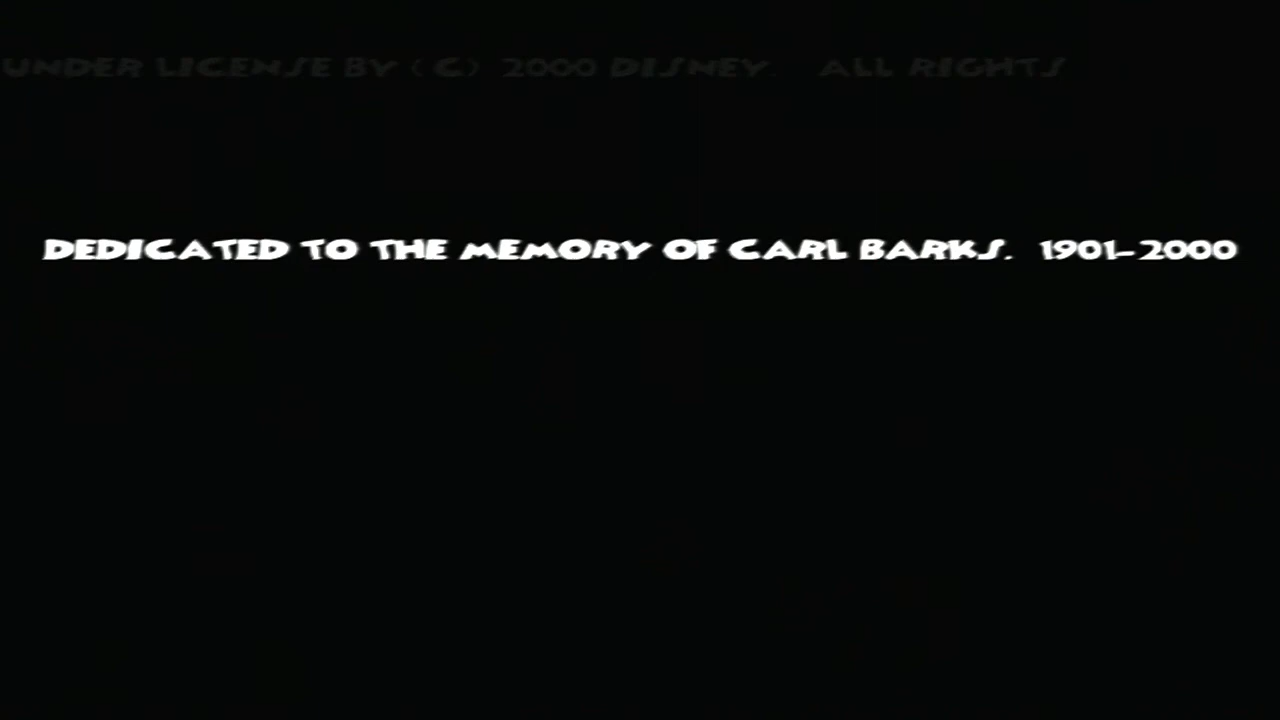 UNDER LICENSE BY (C) 2000 DISNEY. ALL RIGHTS
DEDICATED TO THE MEMORY OF CARL BARKS. 1901-2000